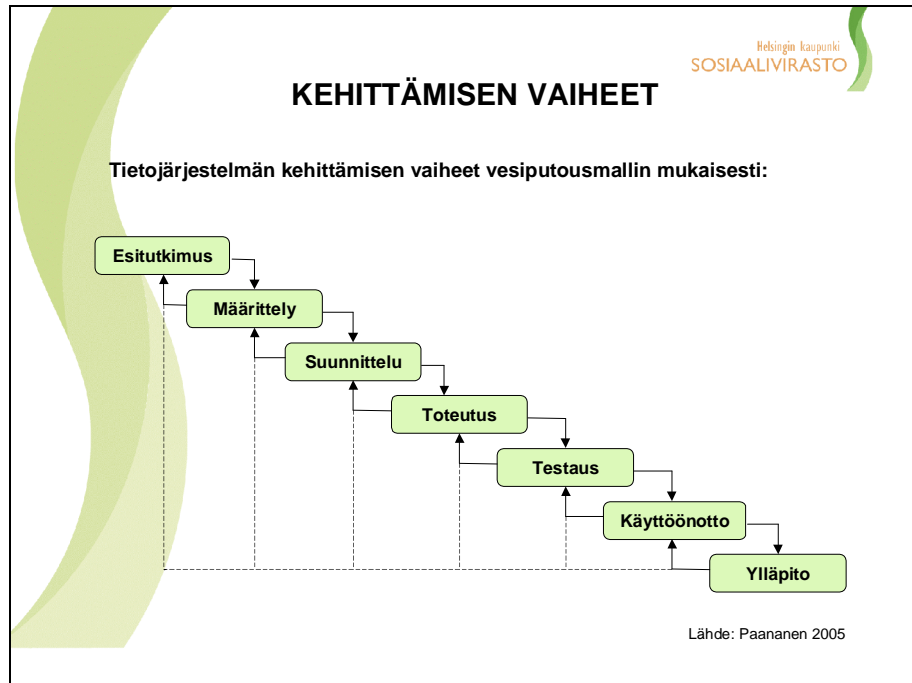 Helsingin kaupunki
SOSIAALIVIRASTO
KEHITTÄMISEN VAIHEET
Tietojärjestelmän kehittämisen vaiheet vesiputousmallin mukaisesti:
Esitutkimus
Määrittely
Suunnittelu
Toteutus
Testaus
Käyttöönotto
Ylläpito
Lähde: Paananen 2005